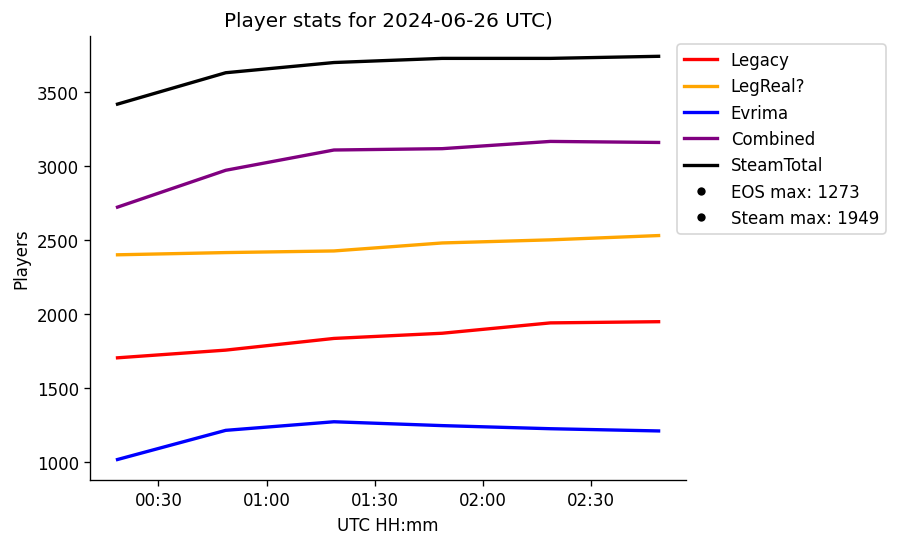 Player stats for 2024-06-26 UTC)
Legacy
LegReal?
Evrima
Combined
SteamTotal
EOS max: 1273
Steam max: 1949
Players
3500
3000
2500
2000
1500
1000
00:30 01:00 01:30 02:00 02:30
UTC HH:mm